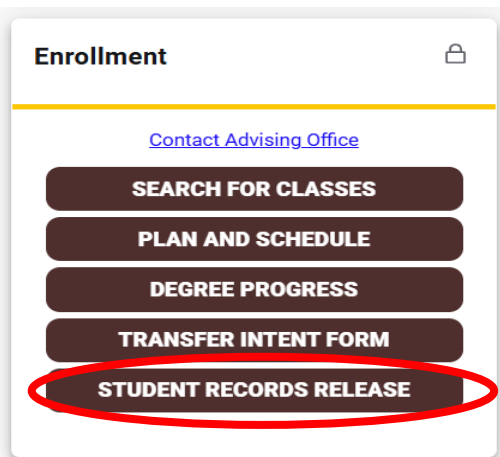 Enrollment
Contact Advising Office
SEARCH FOR CLASSES
PLAN AND SCHEDULE
DEGREE PROGRESS
TRANSFER INTENT FORM
STUDENT RECORDS RELEASE